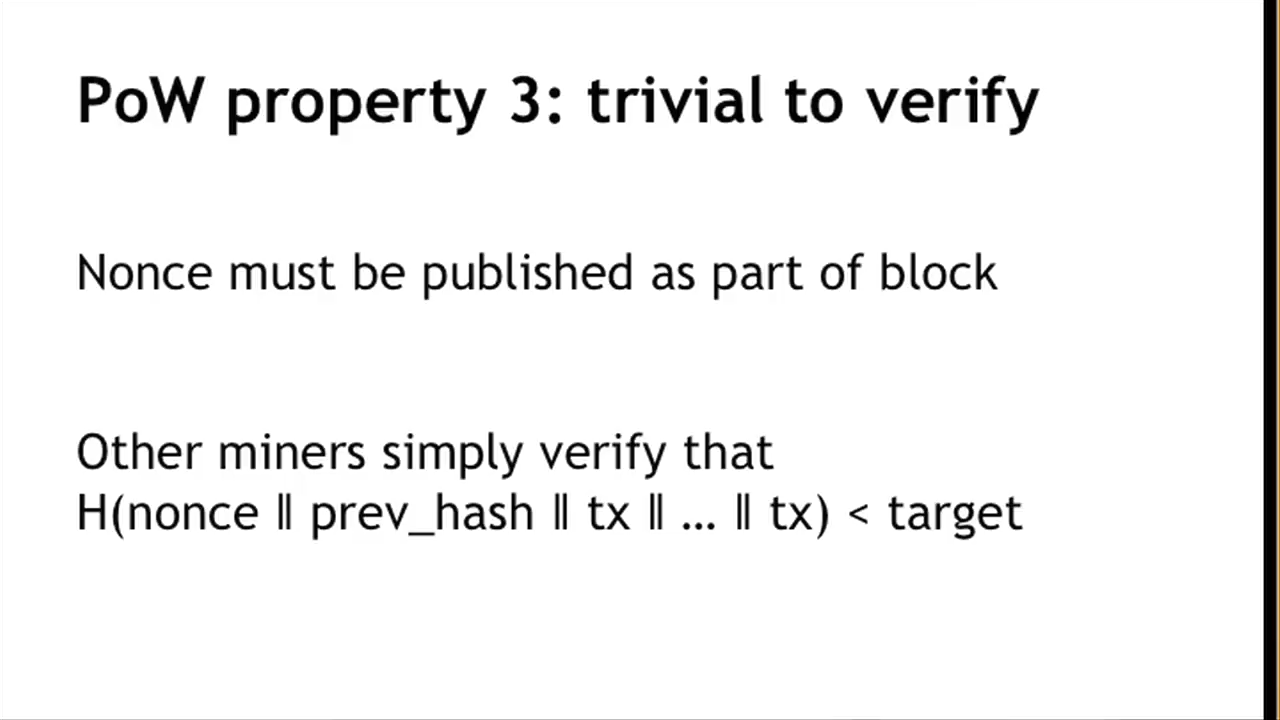 PoW property 3: trivial to verify
Nonce must be published as part of block
Other miners simply verify that
H(nonce ‖ prev_hash ‖ tx ‖ … ‖ tx) < target